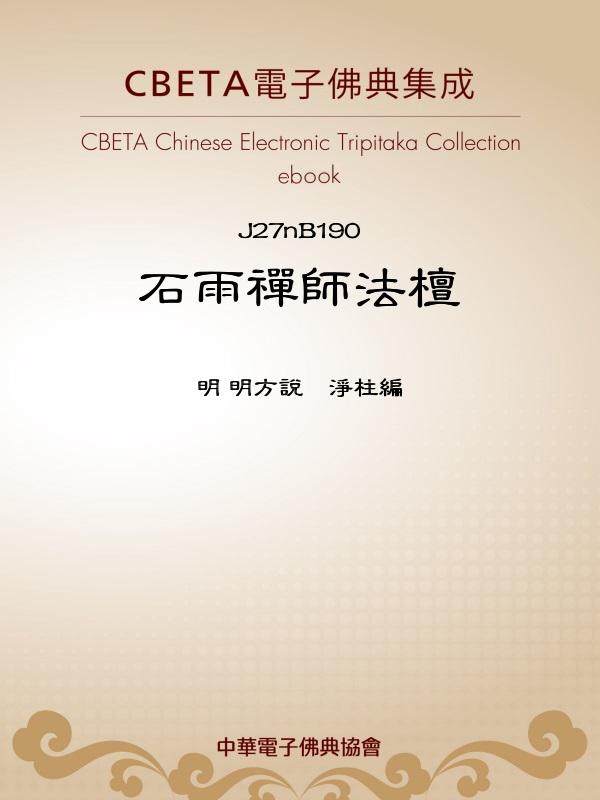 CBETA電子佛典集成
CBETA Chinese Electronic Tripitaka Collection
ebook
J27nB190
石雨禪師法檀
明 明方說　淨柱編
中華電子佛典協會